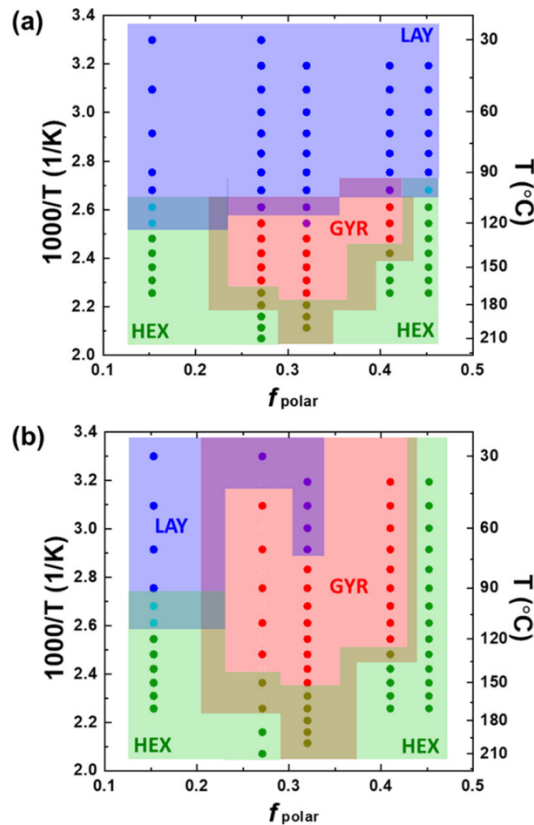 (a)
LAY
GYR
HEX
HEX
1000/T (1/K)
3.4
3.2
3.0
2.8
2.6
2.4
2.2
2.0
T (°C)
30
60
90
120
150
180
210
0.1 0.2 0.3 0.4 0.5
f polar
(b)
LAY
GYR
HEX
HEX
1000/T (1/K)
3.4
3.2
3.0
2.8
2.6
2.4
2.2
2.0
T (°C)
30
60
90
120
150
180
210
0.1 0.2 0.3 0.4 0.5
f polar